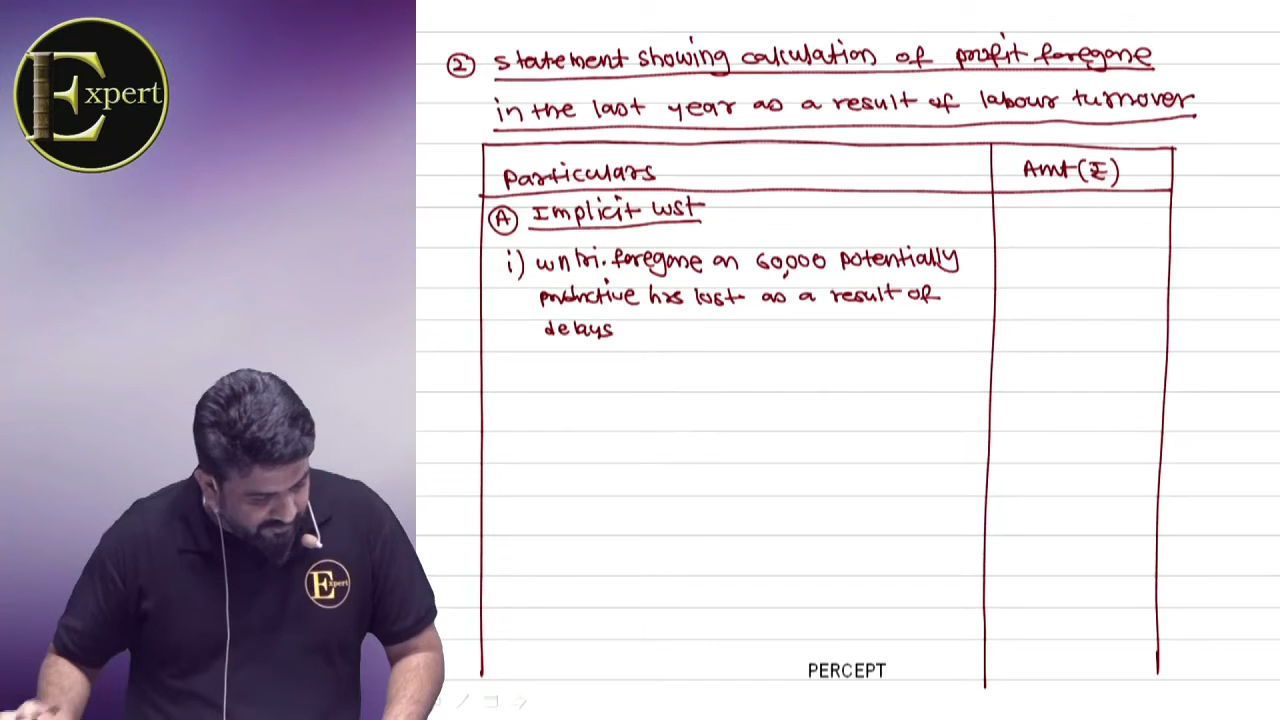 Expert
② statement showing calculation of profit foregone
in the last year as a result of labour turnover
Particulars
Amt (₹)
Ⓐ Implicit cost
i) contri. foregone on 60,000 potentially
productive hrs lost as a result of
delays
Expert
PERCEPT